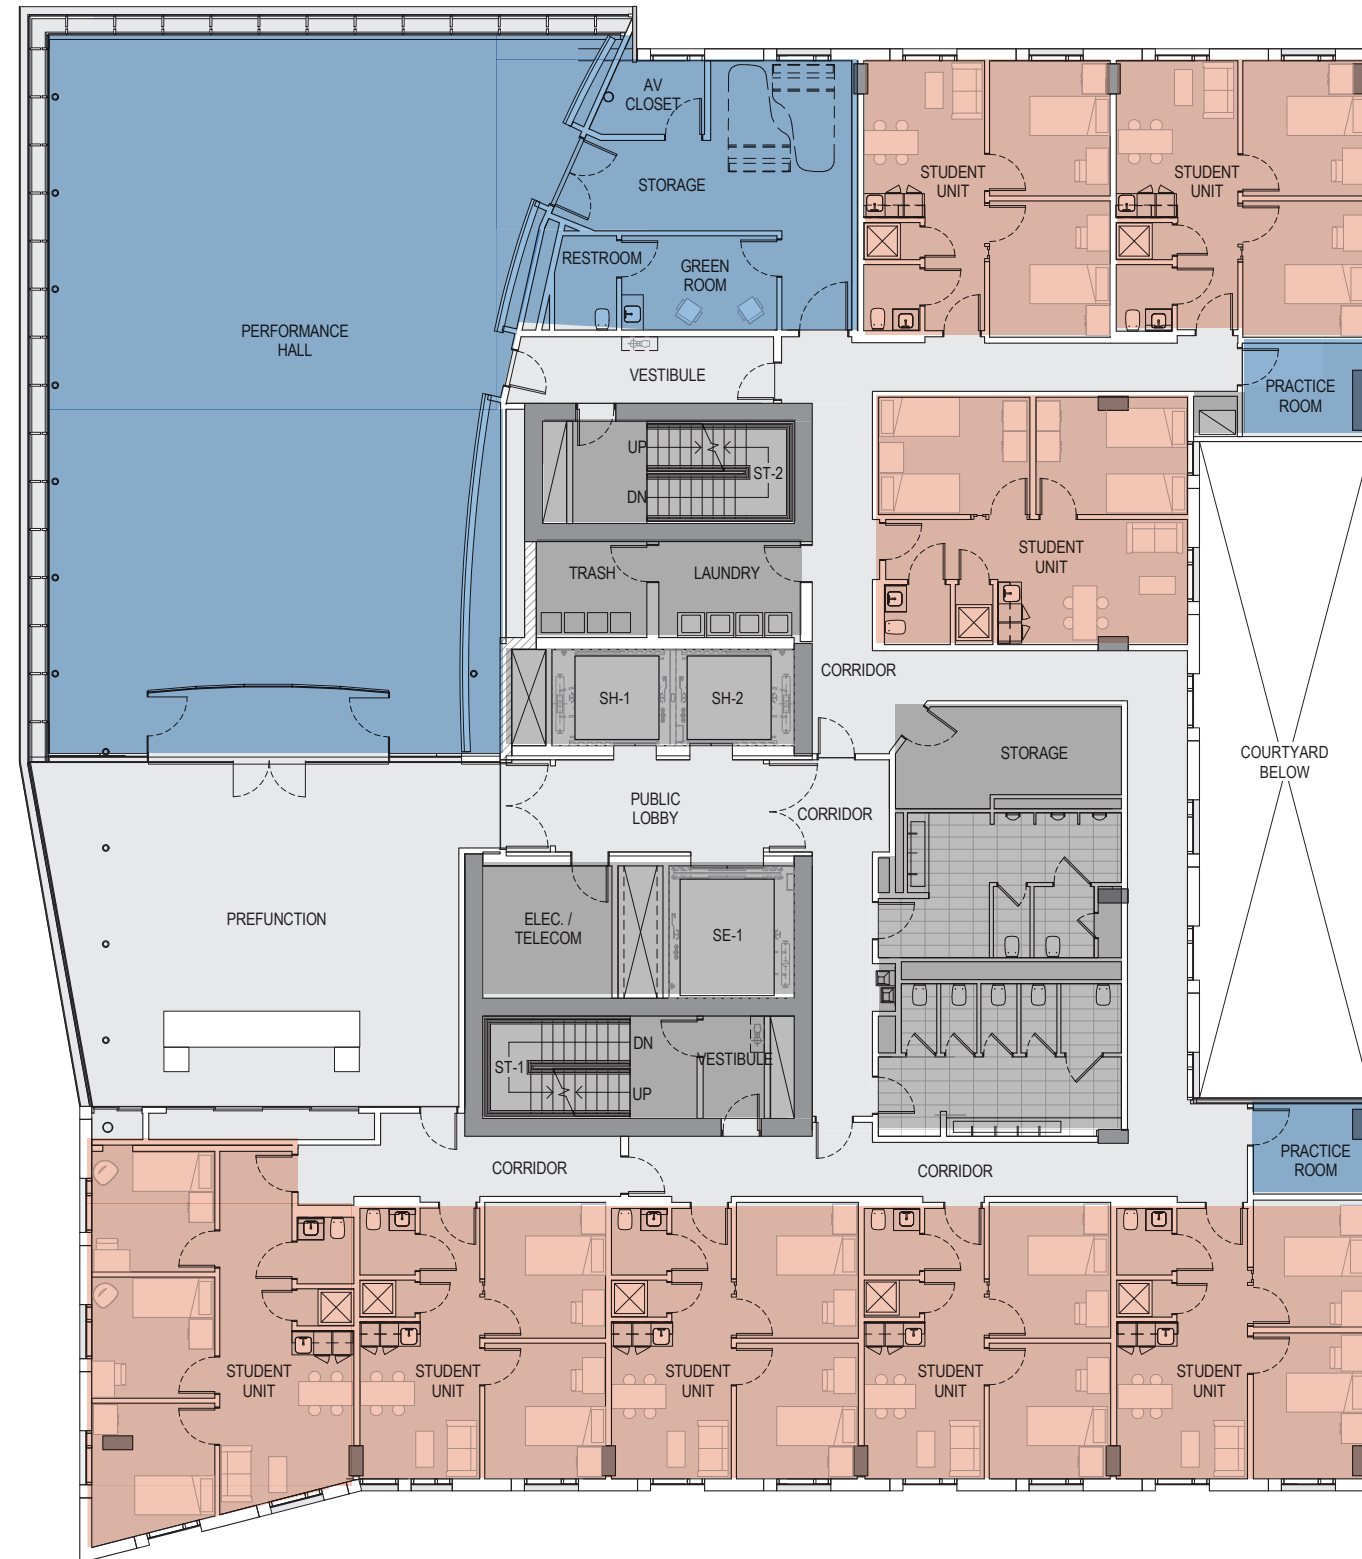 AV
CLOSET
STORAGE
STUDENT
UNIT
STUDENT
UNIT
RESTROOM
GREEN
ROOM
PERFORMANCE
HALL
VESTIBULE
PRACTICE
ROOM
UP
ST-2
DN
TRASH
LAUNDRY
STUDENT
UNIT
CORRIDOR
SH-1
SH-2
STORAGE
COURTYARD
BELOW
PUBLIC
LOBBY
CORRIDOR
PREFUNCTION
ELEC. /
TELECOM
SE-1
DN
ST-1
VESTIBULE
UP
CORRIDOR
CORRIDOR
PRACTICE
ROOM
STUDENT
UNIT
STUDENT
UNIT
STUDENT
UNIT
STUDENT
UNIT
STUDENT
UNIT